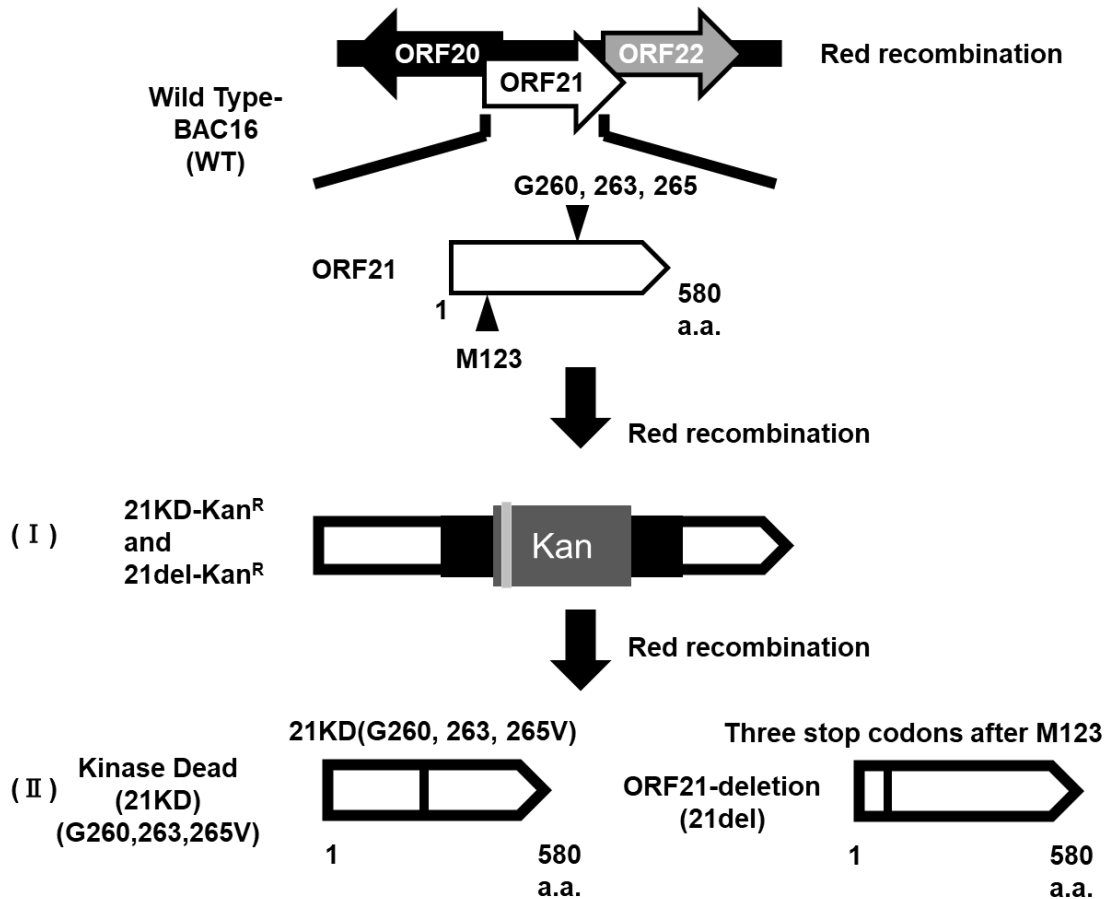 ORF20
ORF22
Red recombination
ORF21
Wild Type-
BAC16
(WT)
G260, 263, 265
ORF21
1
580
a.a.
M123
Red recombination
(Ⅰ)
21KD-Kanᴿ
and
21del-Kanᴿ
Kan
Red recombination
21KD(G260, 263, 265V)
Three stop codons after M123
(Ⅱ)
Kinase Dead
(21KD)
(G260,263,265V)
ORF21-deletion
(21del)
1
580
a.a.
1
580
a.a.